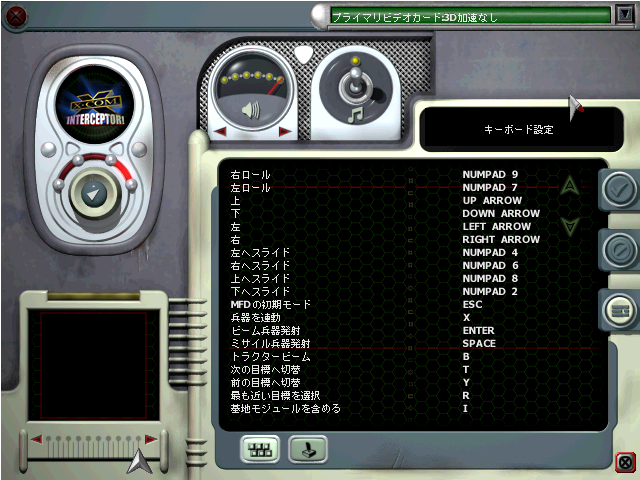 プライマリビデオカード:3D加速なし
X-COM
INTERCEPTOR!
キーボード設定
右ロール NUMPAD 9
左ロール NUMPAD 7
上 UP ARROW
下 DOWN ARROW
左 LEFT ARROW
右 RIGHT ARROW
左へスライド NUMPAD 4
右へスライド NUMPAD 6
上へスライド NUMPAD 8
下へスライド NUMPAD 2
MFDの初期モード ESC
兵器を連動 X
ビーム兵器発射 ENTER
ミサイル兵器発射 SPACE
トラクタービーム B
次の目標へ切替 T
前の目標へ切替 Y
最も近い目標を選択 R
基地モジュールを含める I